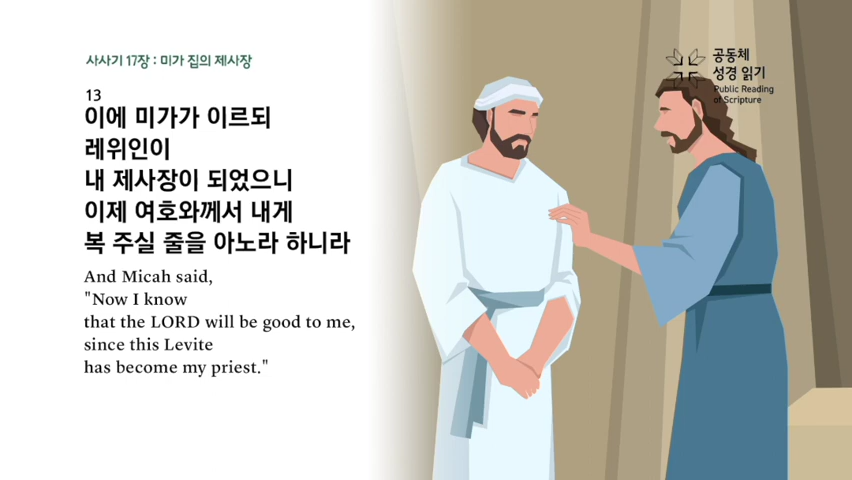 사사기 17장 : 미가 집의 제사장
13
이에 미가가 이르되
레위인이
내 제사장이 되었으니
이제 여호와께서 내게
복 주실 줄을 아노라 하니라
And Micah said,
"Now I know
that the LORD will be good to me,
since this Levite
has become my priest."
공동체
성경 읽기
Public Reading
of Scripture